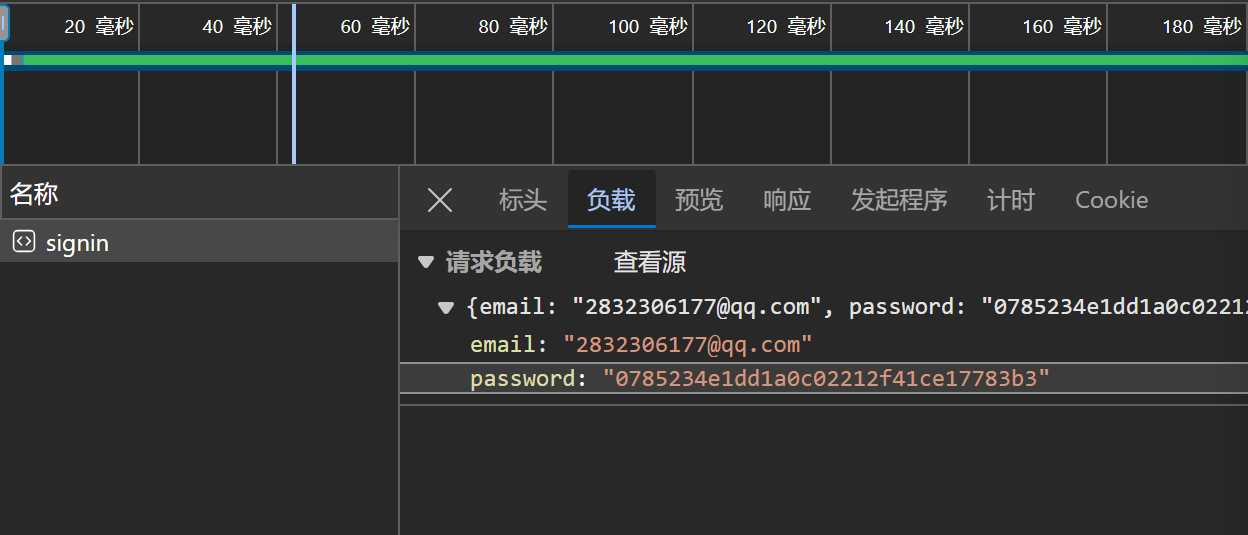 20 毫秒 40 毫秒 60 毫秒 80 毫秒 100 毫秒 120 毫秒 140 毫秒 160 毫秒 180 毫秒
名称
signin
标头 负载 预览 响应 发起程序 计时 Cookie
请求负载 查看源
{email: "2832306177@qq.com", password: "0785234e1dd1a0c02212
email: "2832306177@qq.com"
password: "0785234e1dd1a0c02212f41ce17783b3"